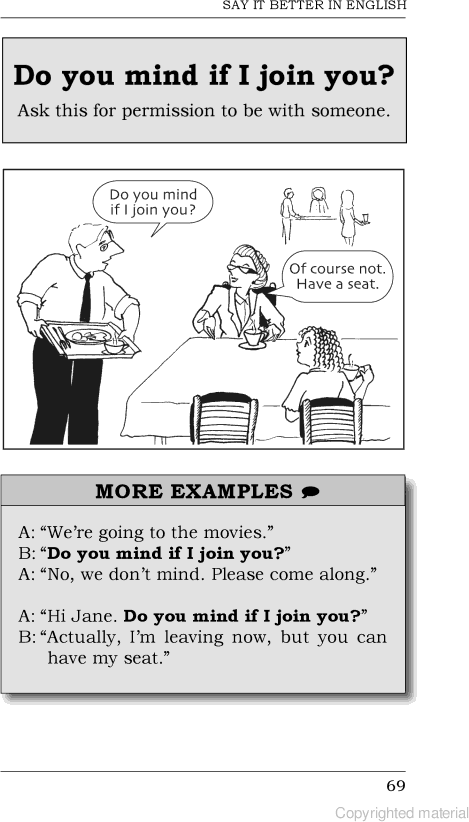 SAY IT BETTER IN ENGLISH
Do you mind if I join you?
Ask this for permission to be with someone.
Do you mind
if I join you?
Of course not.
Have a seat.
MORE EXAMPLES
A: “We’re going to the movies.”
B: “Do you mind if I join you?”
A: “No, we don’t mind. Please come along.”
A: “Hi Jane. Do you mind if I join you?”
B: “Actually, I’m leaving now, but you can
have my seat.”
69
Copyrighted material